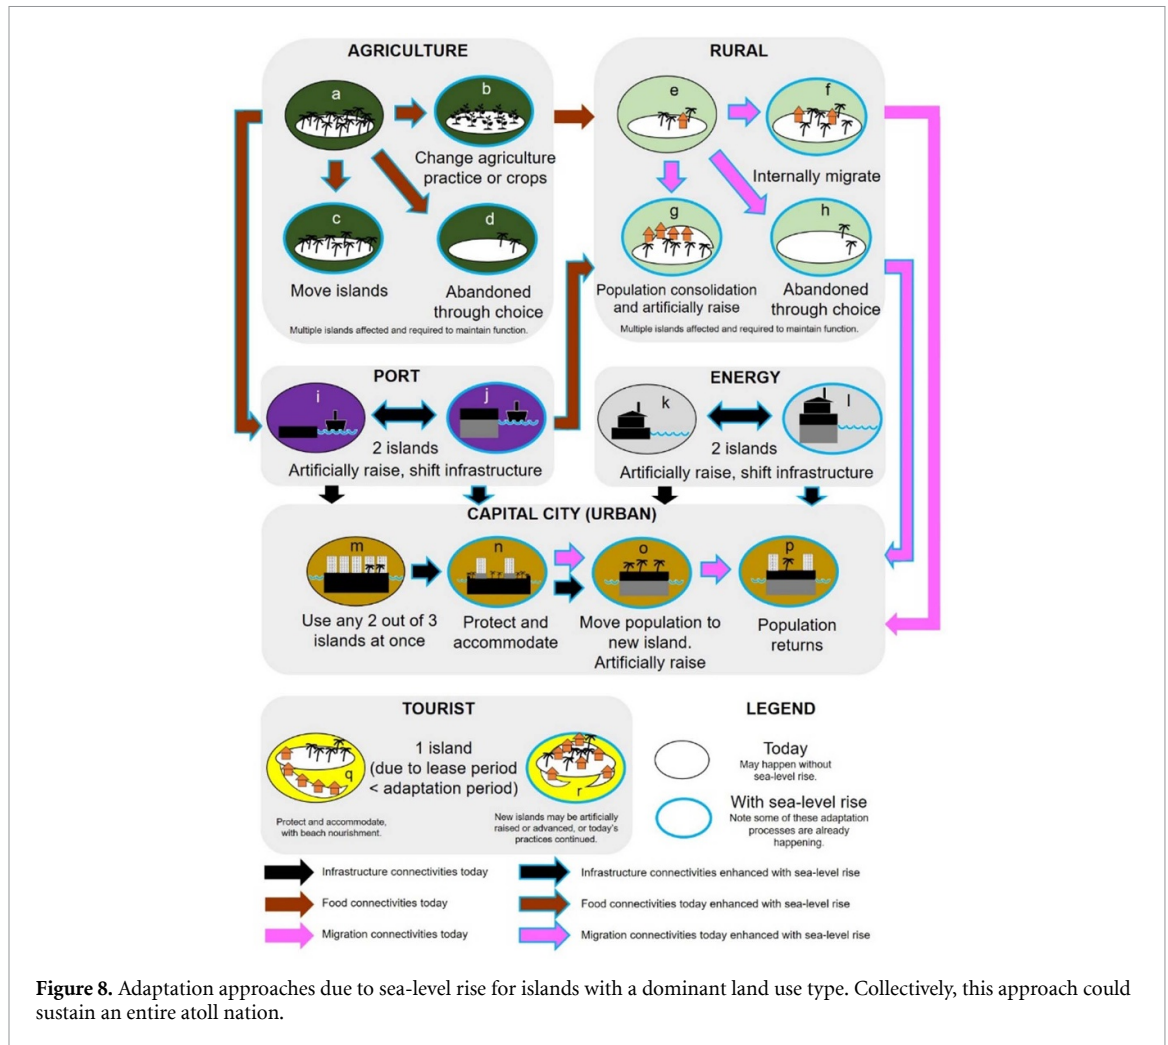 AGRICULTURE
a
b
Change agriculture
practice or crops
c
d
Move islands
Abandoned
through choice
Multiple islands affected and required to maintain function.
RURAL
e
f
Internally migrate
g
h
Population consolidation
and artificially raise
Abandoned
through choice
Multiple islands affected and required to maintain function.
PORT
i
j
2 islands
Artificially raise, shift infrastructure
ENERGY
k
l
2 islands
Artificially raise, shift infrastructure
CAPITAL CITY (URBAN)
m
n
o
p
Use any 2 out of 3
islands at once
Protect and
accommodate
Move population to
new island.
Artificially raise
Population
returns
TOURIST
q
Protect and accommodate,
with beach nourishment.
1 island
(due to lease period
< adaptation period)
r
New islands may be artificially
raised or advanced, or today's
practices continued.
LEGEND
Today
May happen without
sea-level rise.
With sea-level rise
Note some of these adaptation
processes are already
happening.
Infrastructure connectivities today
Infrastructure connectivities enhanced with sea-level rise
Food connectivities today
Food connectivities today enhanced with sea-level rise
Migration connectivities today
Migration connectivities today enhanced with sea-level rise
Figure 8. Adaptation approaches due to sea-level rise for islands with a dominant land use type. Collectively, this approach could
sustain an entire atoll nation.